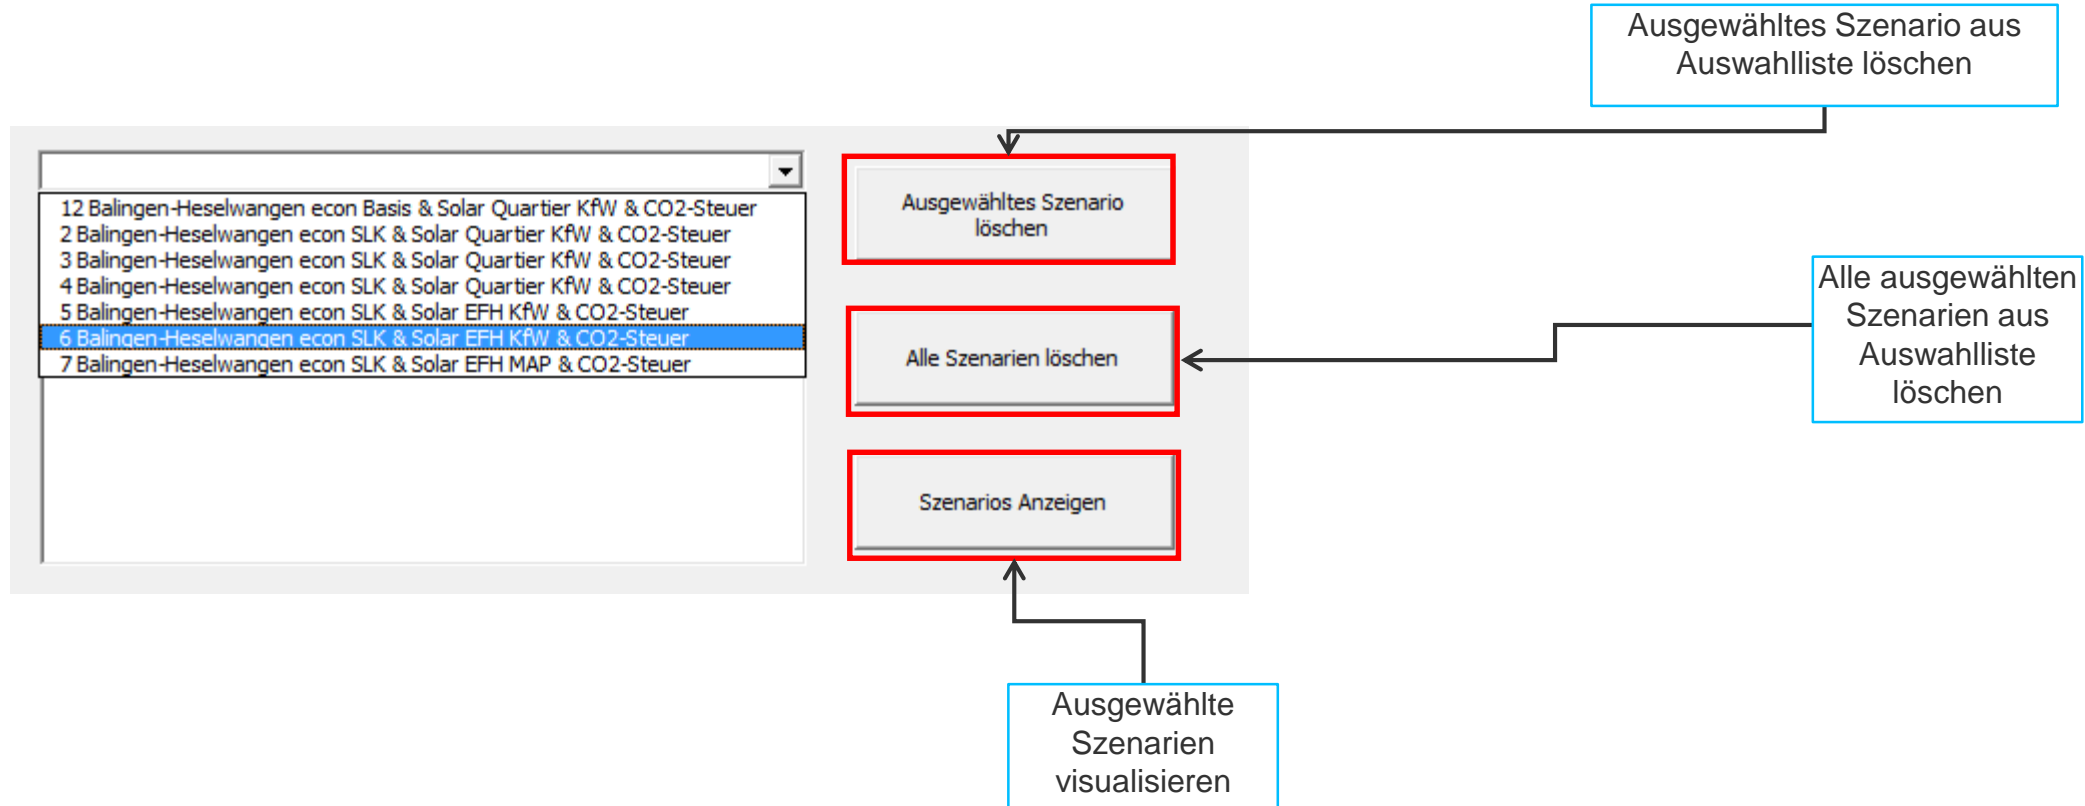 Ausgewähltes Szenario aus
Auswahlliste löschen
12 Balingen-Heselwangen econ Basis & Solar Quartier KfW & CO2-Steuer
2 Balingen-Heselwangen econ SLK & Solar Quartier KfW & CO2-Steuer
3 Balingen-Heselwangen econ SLK & Solar Quartier KfW & CO2-Steuer
4 Balingen-Heselwangen econ SLK & Solar Quartier KfW & CO2-Steuer
5 Balingen-Heselwangen econ SLK & Solar EFH KfW & CO2-Steuer
6 Balingen-Heselwangen econ SLK & Solar EFH KfW & CO2-Steuer
7 Balingen-Heselwangen econ SLK & Solar EFH MAP & CO2-Steuer
Ausgewähltes Szenario
löschen
Alle Szenarien löschen
Szenarios Anzeigen
Alle ausgewählten
Szenarien aus
Auswahlliste
löschen
Ausgewählte
Szenarien
visualisieren